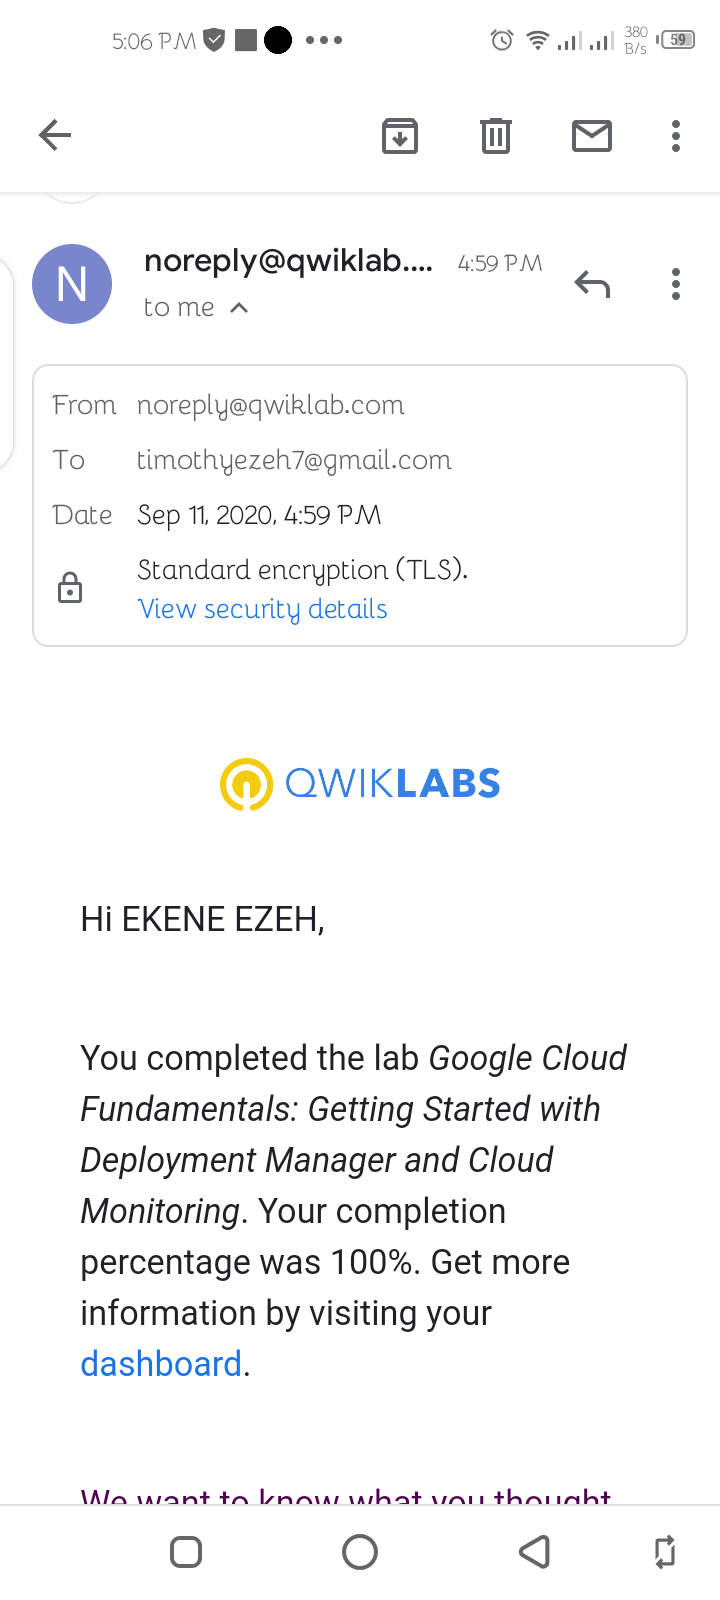 5:06 PM
380
B/s
59
N
noreply@qwiklab.... 4:59 PM
to me
From noreply@qwiklab.com
To timothyezeh7@gmail.com
Date Sep 11, 2020, 4:59 PM
Standard encryption (TLS).
View security details
QWIKLABS
Hi EKENE EZEH,
You completed the lab Google Cloud
Fundamentals: Getting Started with
Deployment Manager and Cloud
Monitoring. Your completion
percentage was 100%. Get more
information by visiting your
dashboard.
We want to know what you thought